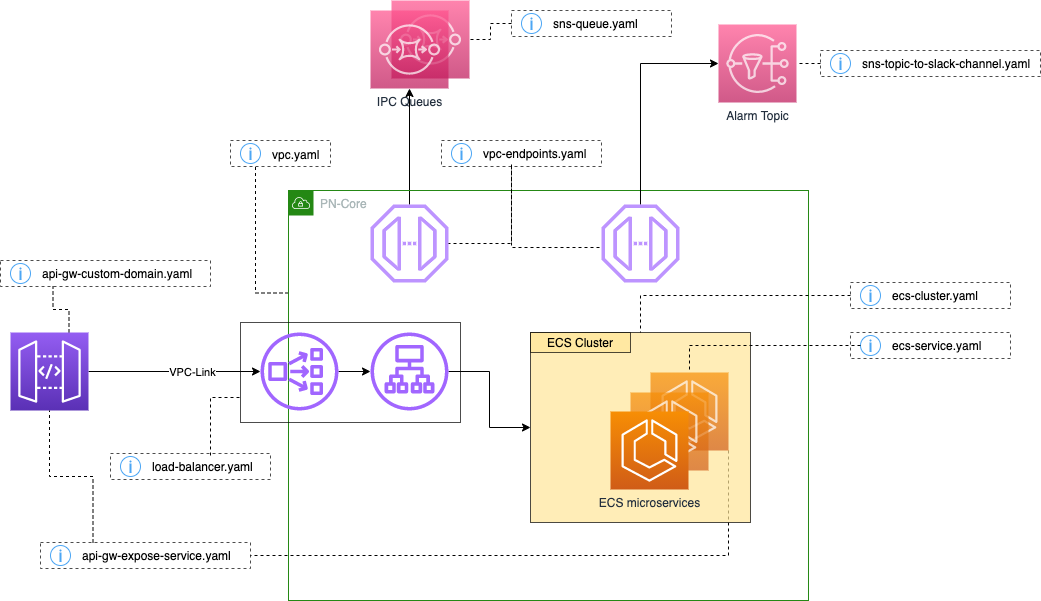 sns-queue.yaml
sns-topic-to-slack-channel.yaml
IPC Queues
Alarm Topic
vpc.yaml
vpc-endpoints.yaml
PN-Core
api-gw-custom-domain.yaml
ecs-cluster.yaml
ECS Cluster
ecs-service.yaml
VPC-Link
load-balancer.yaml
ECS microservices
api-gw-expose-service.yaml